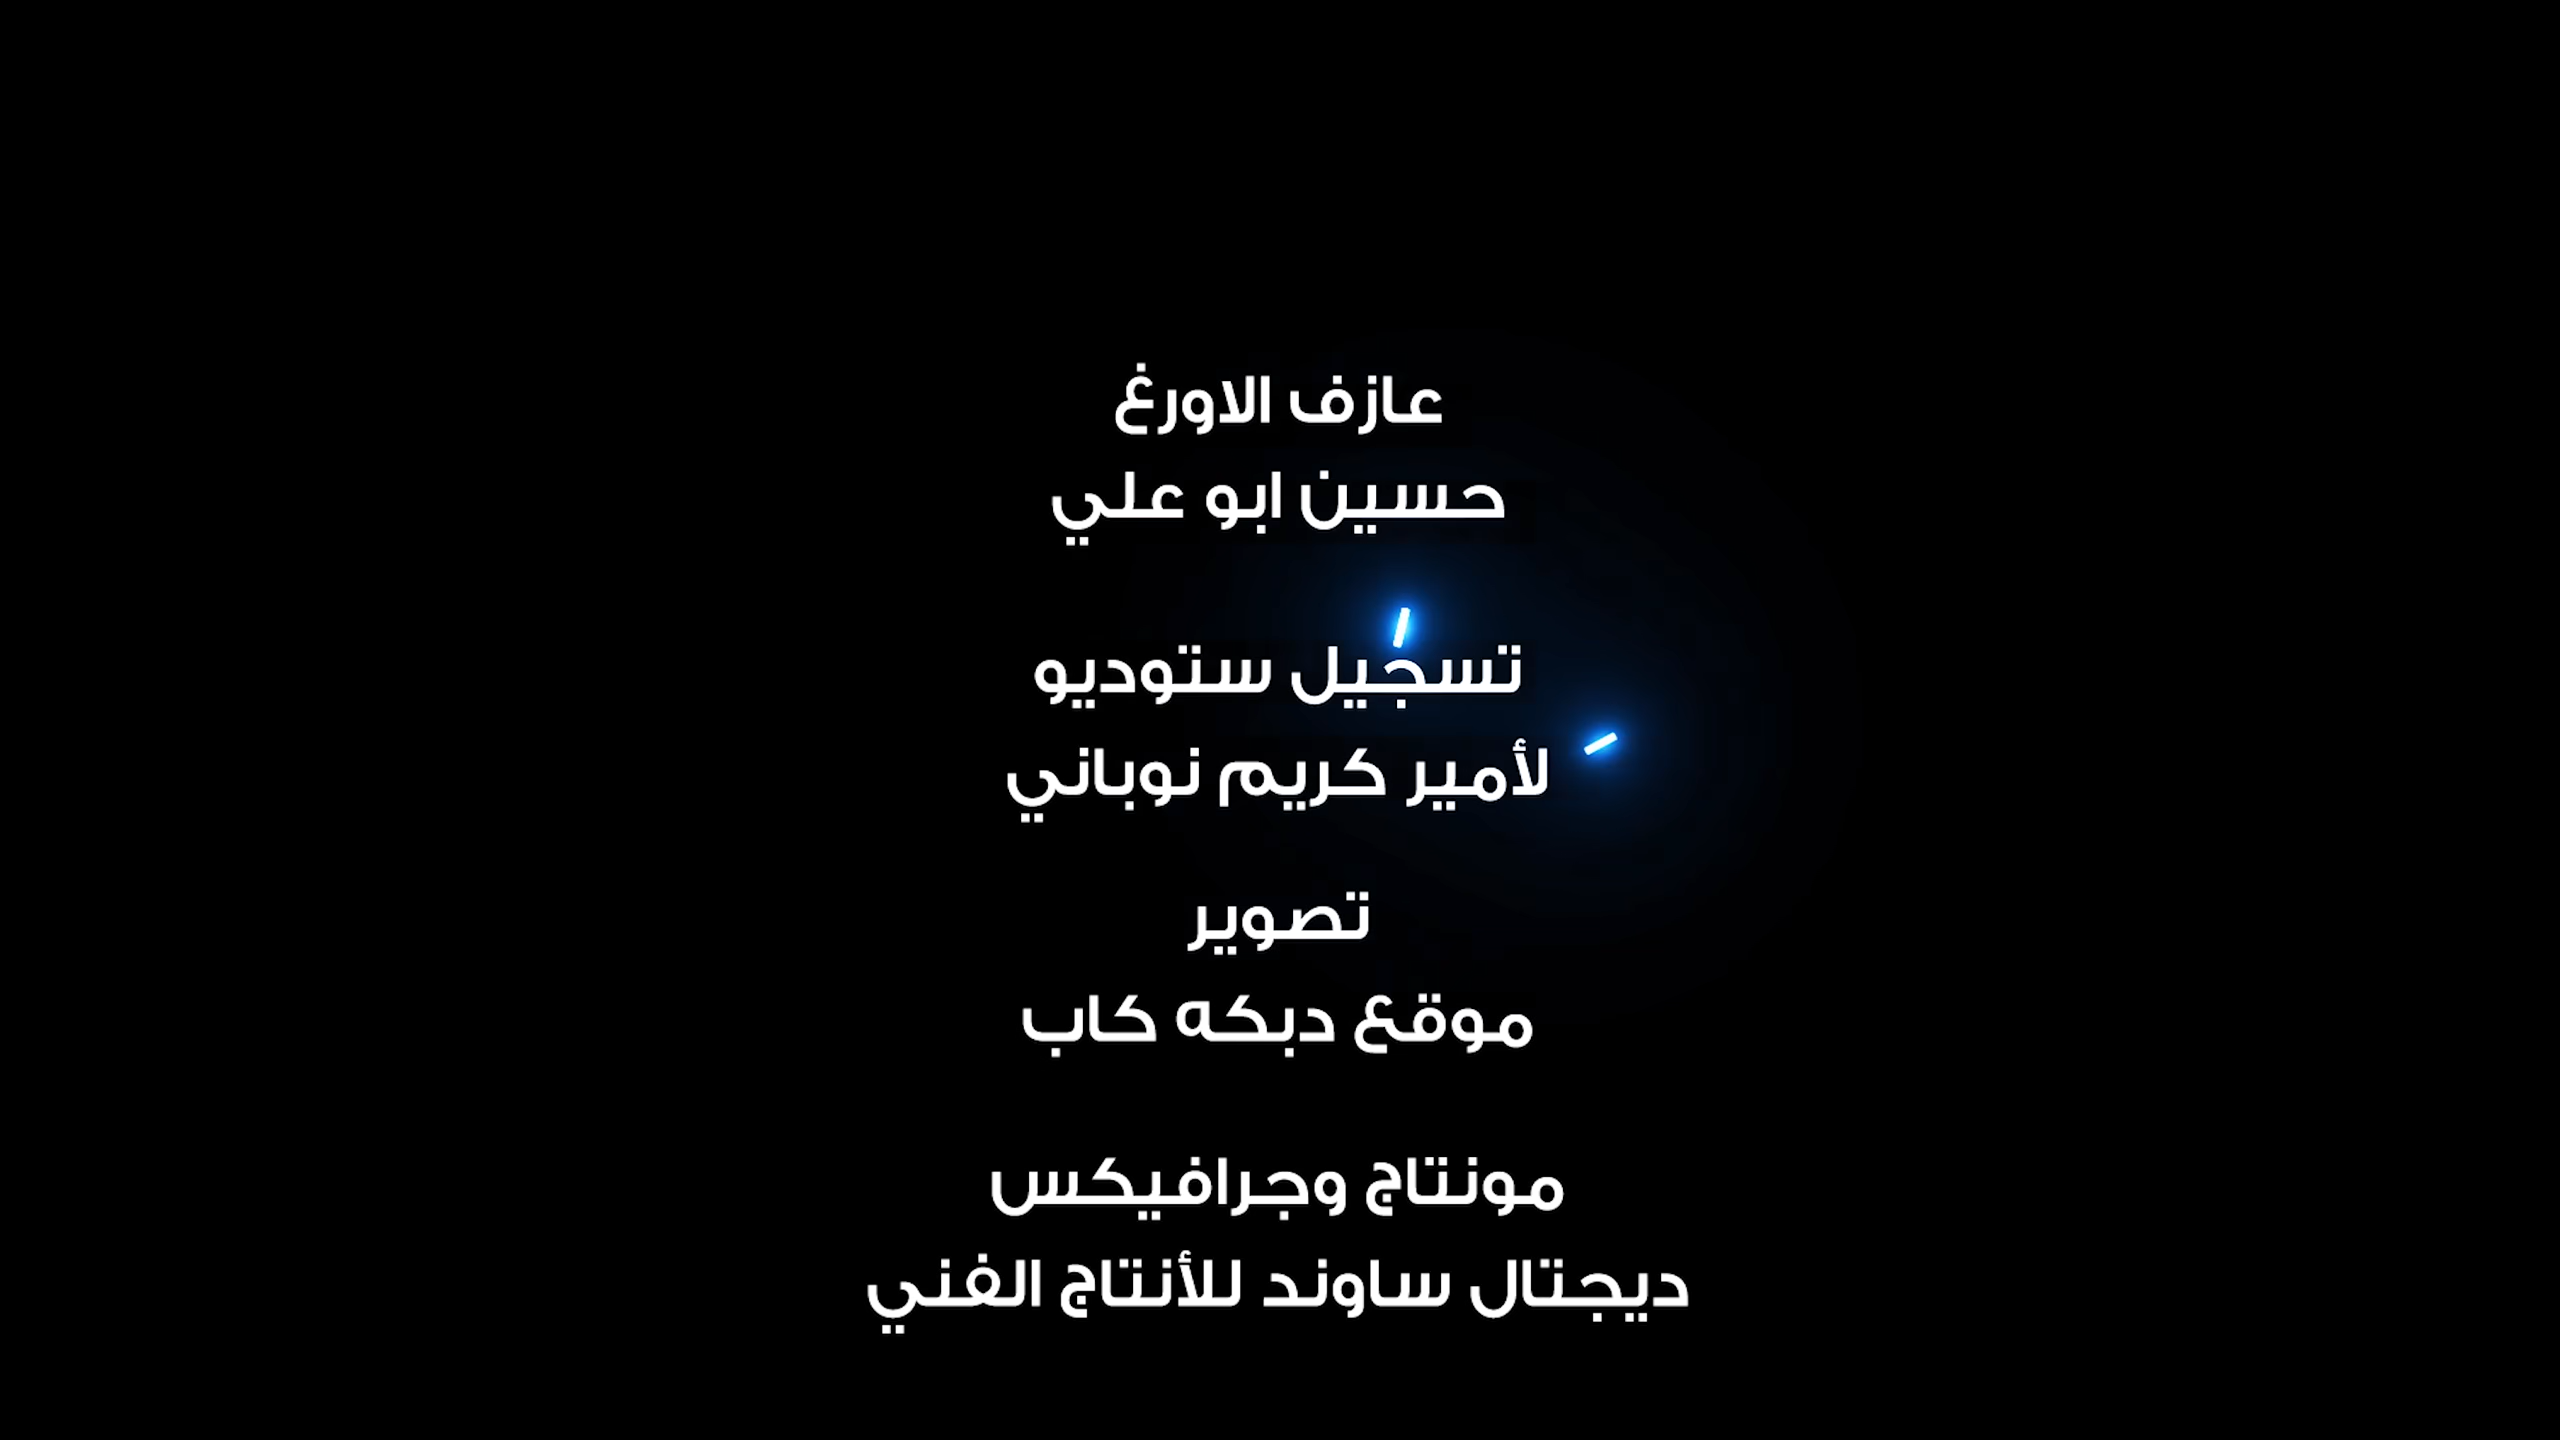 عازف الاورغ
حسين ابو علي
تسجيل ستوديو
لأمير كريم نوباني
تصوير
موقع دبكه كاب
مونتاج وجرافيكس
ديجتال ساوند للأنتاج الفني